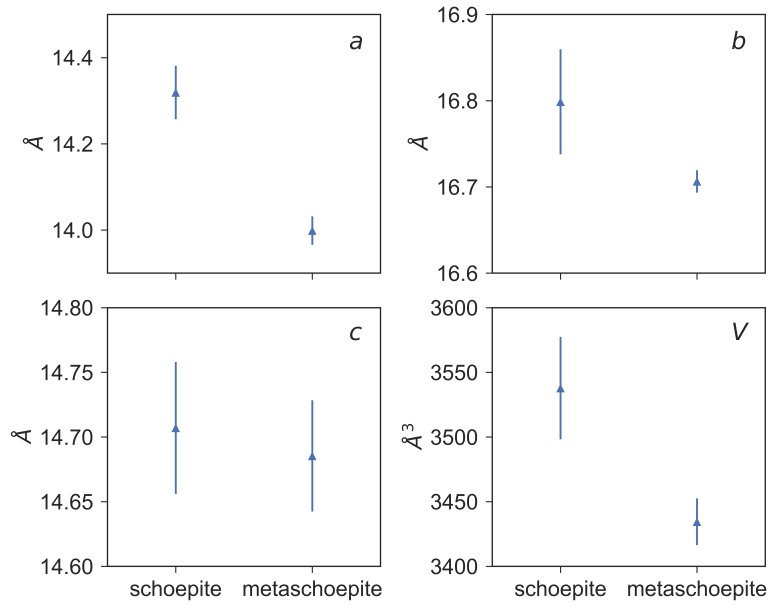 a
14.4
14.2
14.0
Å
b
16.9
16.8
16.7
16.6
Å
c
14.80
14.75
14.70
14.65
14.60
Å
schoepite metaschoepite
V
3600
3550
3500
3450
3400
Å³
schoepite metaschoepite